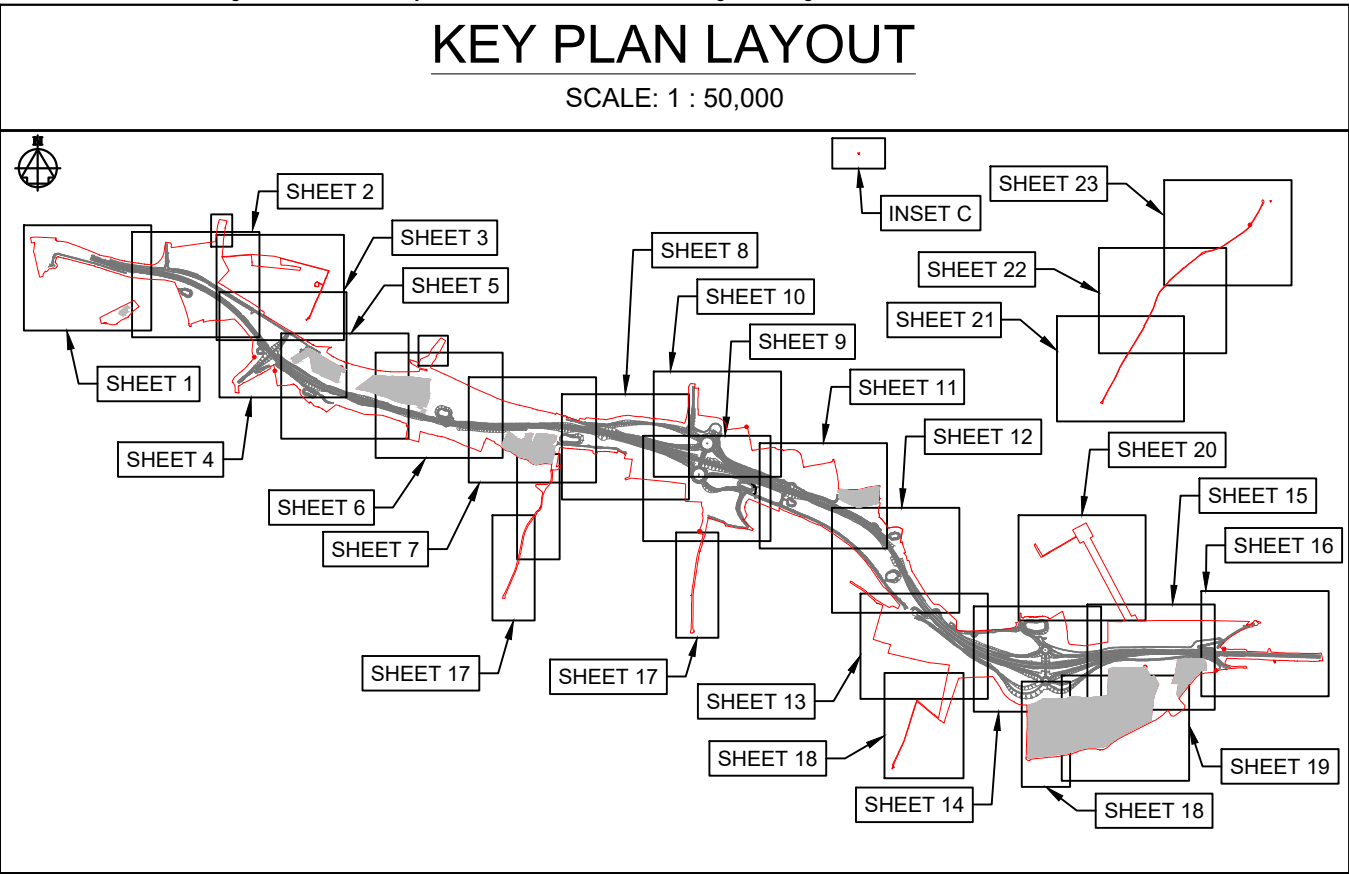 KEY PLAN LAYOUT
SCALE: 1 : 50,000
N
SHEET 2
SHEET 3
SHEET 5
SHEET 8
SHEET 10
SHEET 9
SHEET 11
SHEET 12
INSET C
SHEET 23
SHEET 22
SHEET 21
SHEET 20
SHEET 15
SHEET 16
SHEET 1
SHEET 4
SHEET 6
SHEET 7
SHEET 17
SHEET 17
SHEET 13
SHEET 18
SHEET 14
SHEET 18
SHEET 19